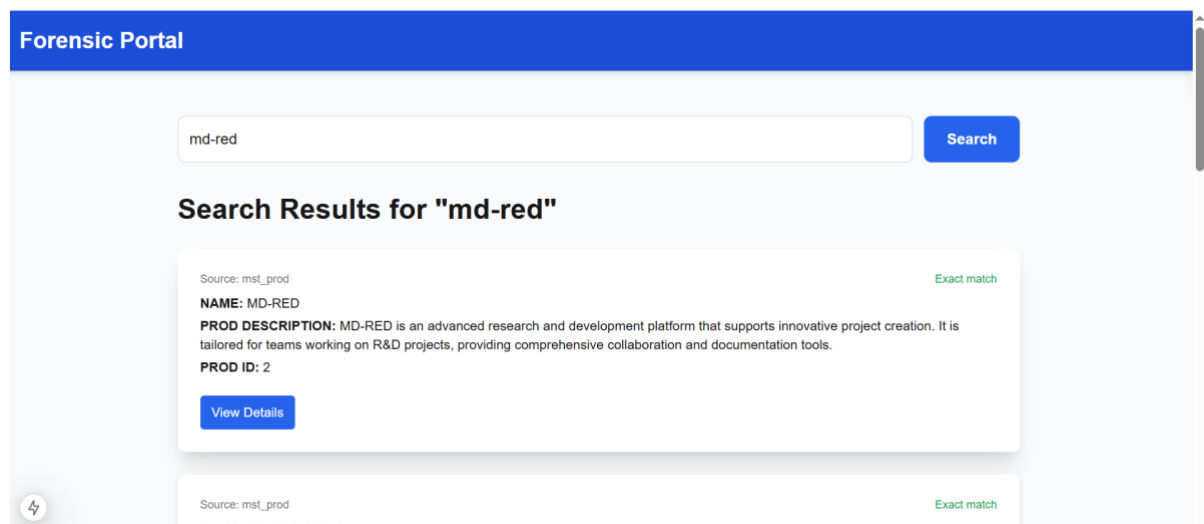 Forensic Portal
md-red
Search
Search Results for "md-red"
Source: mst_prod
Exact match
NAME: MD-RED
PROD DESCRIPTION: MD-RED is an advanced research and development platform that supports innovative project creation. It is
tailored for teams working on R&D projects, providing comprehensive collaboration and documentation tools.
PROD ID: 2
View Details
Source: mst_prod
Exact match